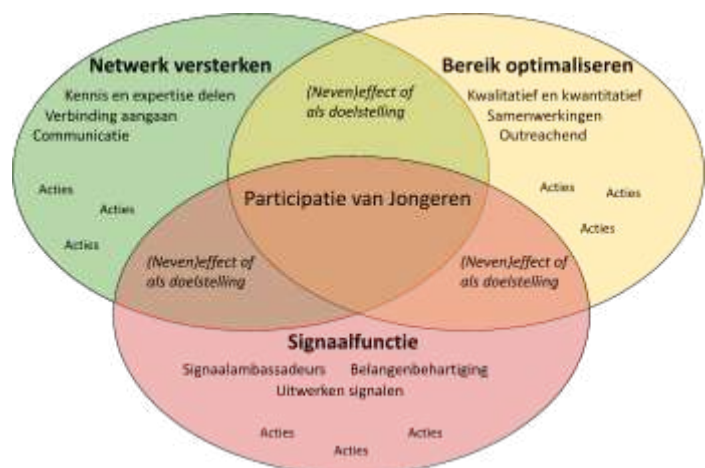 Netwerk versterken
Kennis en expertise delen
Verbinding aangaan
Communicatie
Acties
Acties
Acties
(Neven)effect of
als doelstelling
Bereik optimaliseren
Kwalitatief en kwantitatief
Samenwerkingen
Outreachend
Acties
Acties
Acties
Participatie van Jongeren
(Neven)effect of
als doelstelling
(Neven)effect of
als doelstelling
Signaalfunctie
Signaalambassadeurs Belangenbehartiging
Uitwerken signalen
Acties
Acties
Acties